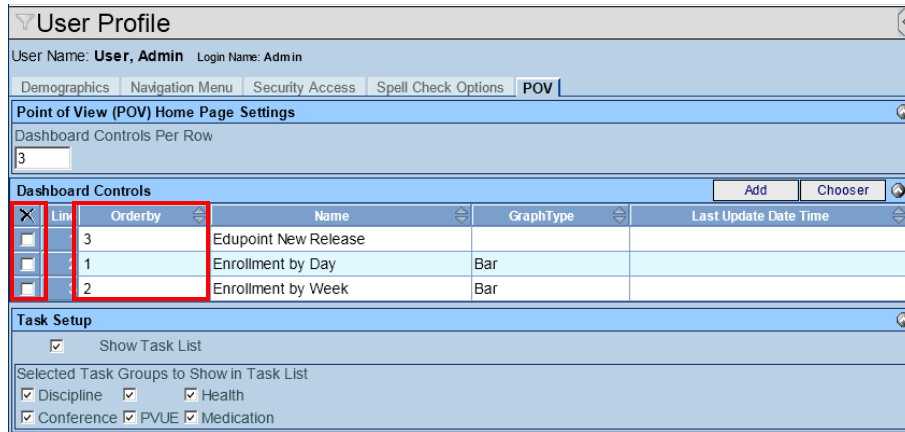 User Profile
User Name: User, Admin Login Name: Admin
Demographics Navigation Menu Security Access Spell Check Options POV
Point of View (POV) Home Page Settings
Dashboard Controls Per Row
3
Dashboard Controls Add Chooser
X Line Orderby Name GraphType Last Update Date Time
3 Edupoint New Release
1 Enrollment by Day Bar
3 2 Enrollment by Week Bar
Task Setup
Show Task List
Selected Task Groups to Show in Task List
Discipline Health
Conference PVUE Medication